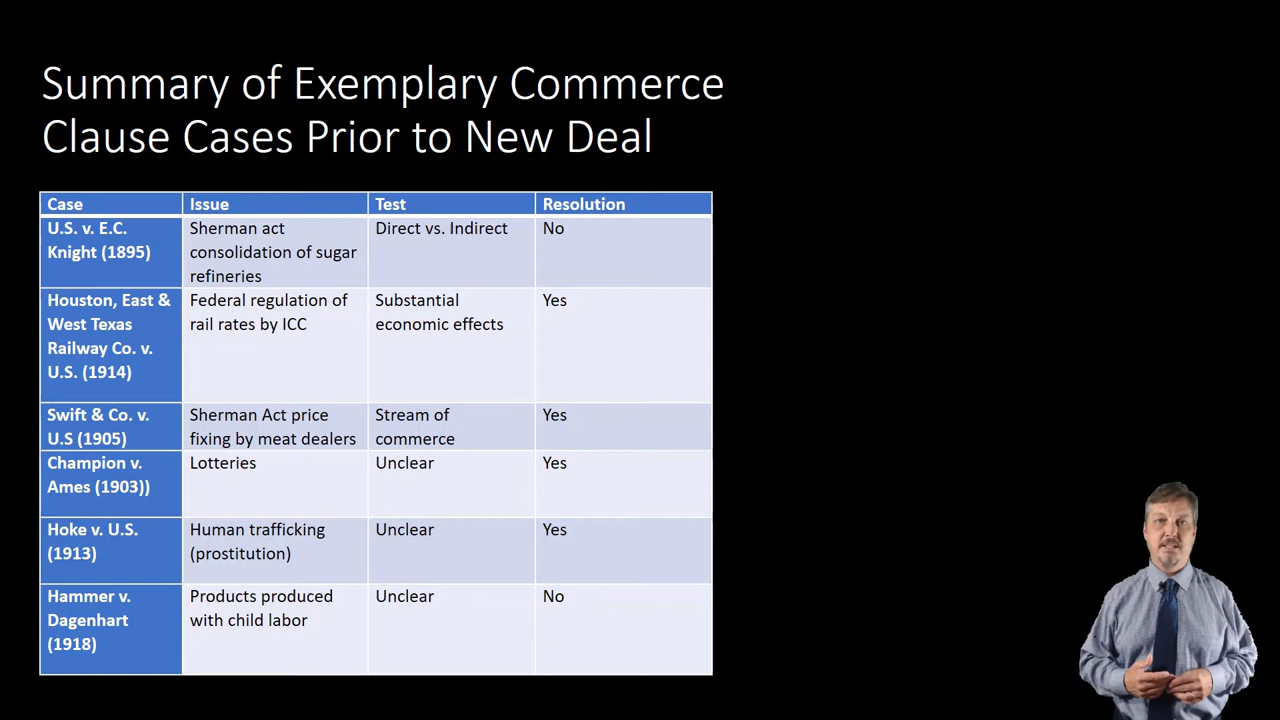 Summary of Exemplary Commerce
Clause Cases Prior to New Deal
Case Issue Test Resolution
U.S. v. E.C.
Knight (1895)
Sherman act
consolidation of sugar
refineries
Direct vs. Indirect
No
Houston, East &
West Texas
Railway Co. v.
U.S. (1914)
Federal regulation of
rail rates by ICC
Substantial
economic effects
Yes
Swift & Co. v.
U.S (1905)
Sherman Act price
fixing by meat dealers
Stream of
commerce
Yes
Champion v.
Ames (1903))
Lotteries
Unclear
Yes
Hoke v. U.S.
(1913)
Human trafficking
(prostitution)
Unclear
Yes
Hammer v.
Dagenhart
(1918)
Products produced
with child labor
Unclear
No